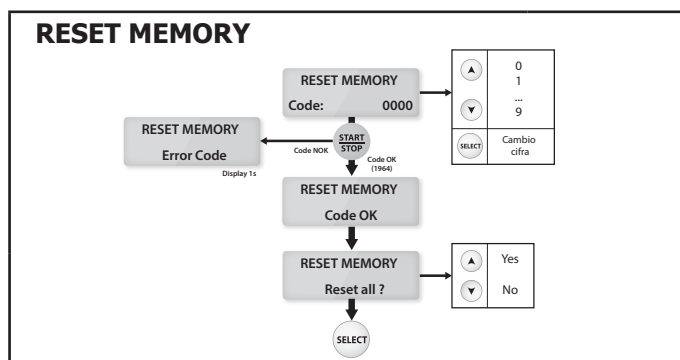 RESET MEMORY
RESET MEMORY
Code: 0000
0
1
...
9
SELECT
Cambio
cifra
START
STOP
RESET MEMORY
Error Code
Display 1s
Code NOK
Code OK
(1964)
RESET MEMORY
Code OK
RESET MEMORY
Reset all ?
Yes
No
SELECT